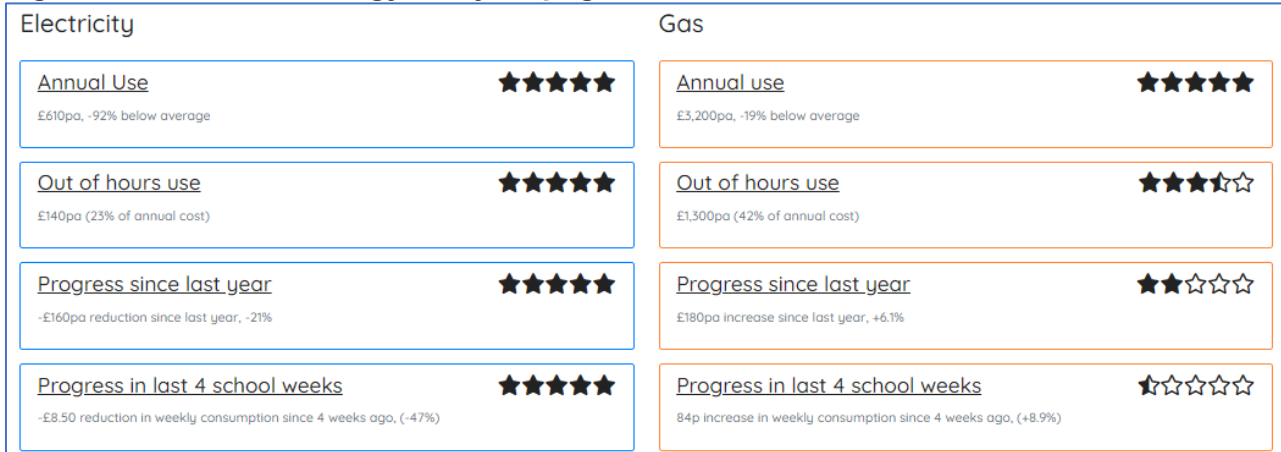 Electricity
Annual Use
£610pa, -92% below average
Out of hours use
£140pa (23% of annual cost)
Progress since last year
-£160pa reduction since last year, -21%
Progress in last 4 school weeks
-£8.50 reduction in weekly consumption since 4 weeks ago, (-47%)
Gas
Annual use
£3,200pa, -19% below average
Out of hours use
£1,300pa (42% of annual cost)
Progress since last year
£180pa increase since last year, +6.1%
Progress in last 4 school weeks
84p increase in weekly consumption since 4 weeks ago, (+8.9%)